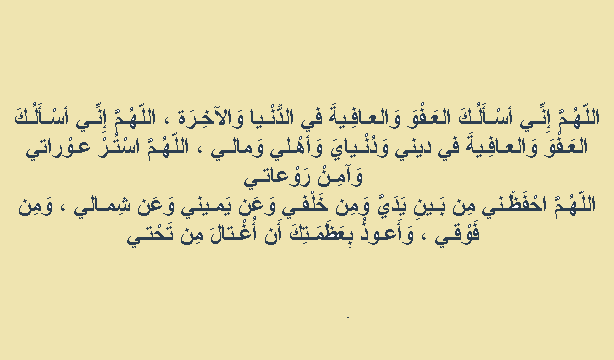 اللّهُـمَّ إِنِّـي أسْـأَلُـكَ العَـفْوَ وَالعـافِـيةَ في الدُّنْـيا وَالآخِـرَة ، اللّهُـمَّ إِنِّـي أسْـأَلُـكَ
العَـفْوَ وَالعـافِـيةَ في ديني وَدُنْـيايَ وَأهْـلي وَمالـي ، اللّهُـمَّ اسْتُـرْ عـوْراتي
وَآمِـنْ رَوْعاتـي
اللّهُـمَّ احْفَظْـني مِن بَـينِ يَدَيَّ وَمِن خَلْفـي وَعَن يَمـيني وَعَن شِمـالي ، وَمِن
فَوْقـي ، وَأَعـوذُ بِعَظَمَـتِكَ أَن أُغْـتالَ مِن تَحْتـي